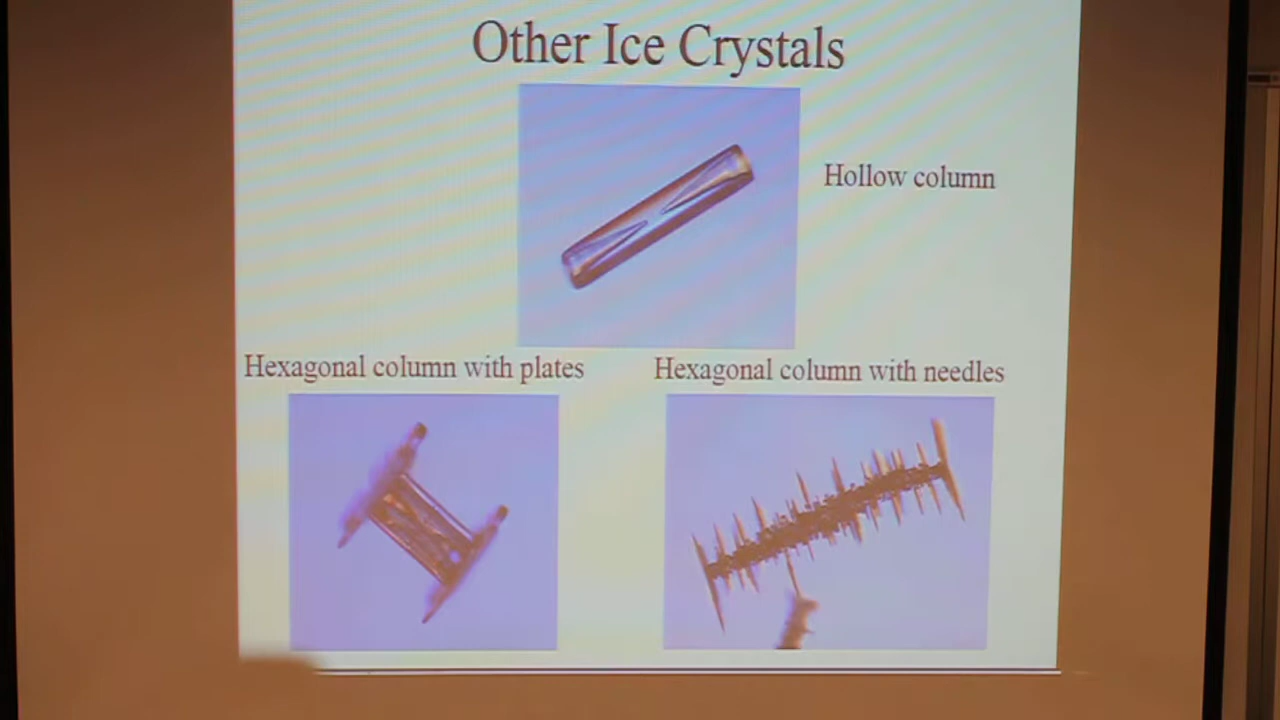 Other Ice Crystals
Hollow column
Hexagonal column with plates
Hexagonal column with needles